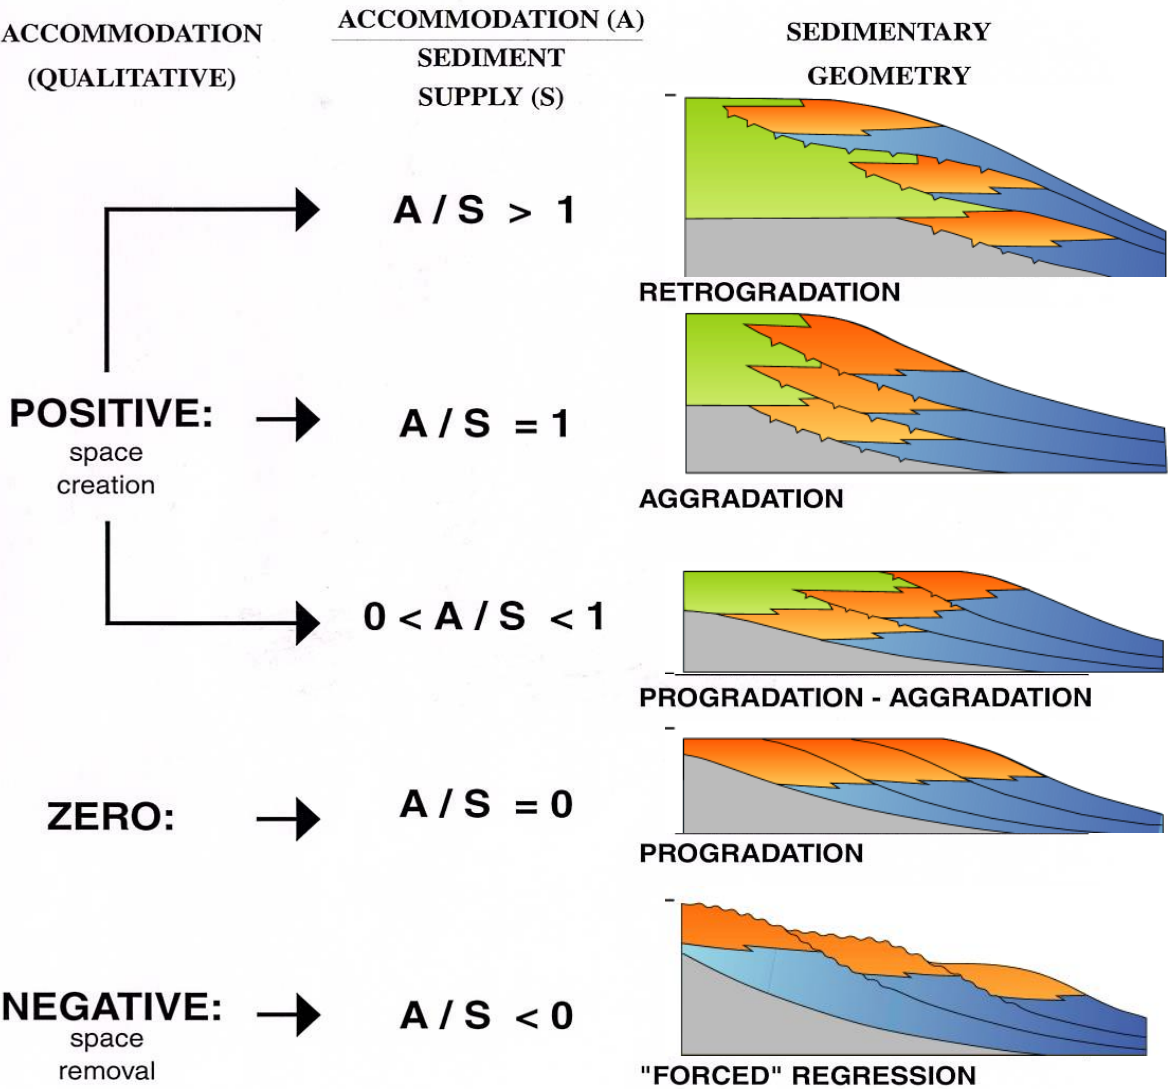 ACCOMMODATION
(QUALITATIVE)
ACCOMMODATION (A)
SEDIMENT
SUPPLY (S)
SEDIMENTARY
GEOMETRY
A / S > 1
RETROGRADATION
POSITIVE:
space
creation
A / S = 1
AGGRADATION
0 < A / S < 1
PROGRADATION - AGGRADATION
ZERO:
A / S = 0
PROGRADATION
NEGATIVE:
space
removal
A / S < 0
"FORCED" REGRESSION